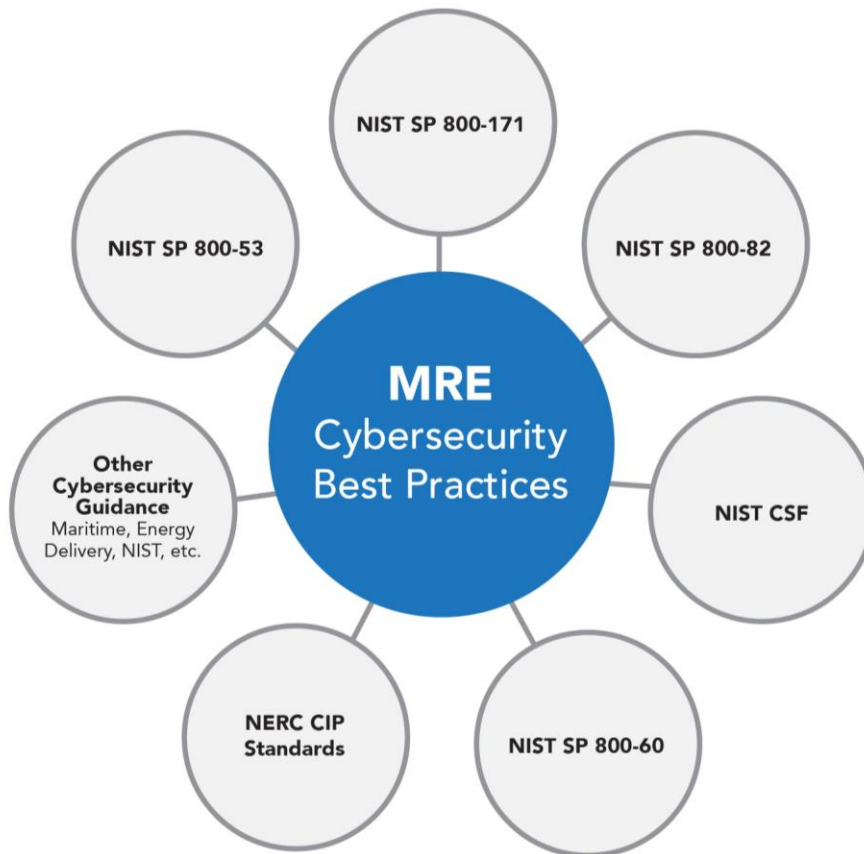 NIST SP 800-171
NIST SP 800-53
NIST SP 800-82
MRE
Cybersecurity
Best Practices
Other
Cybersecurity
Guidance
Maritime, Energy
Delivery, NIST, etc.
NIST CSF
NERC CIP
Standards
NIST SP 800-60